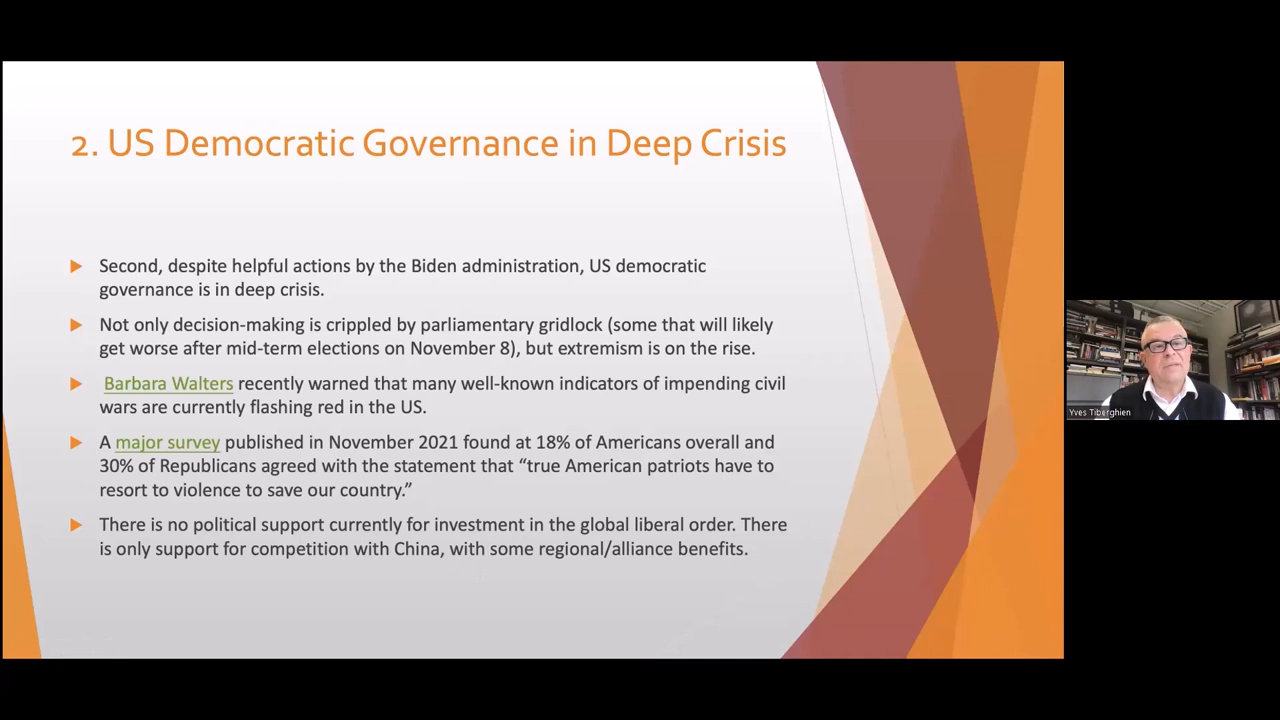 2. US Democratic Governance in Deep Crisis
Second, despite helpful actions by the Biden administration, US democratic
governance is in deep crisis.
Not only decision-making is crippled by parliamentary gridlock (some that will likely
get worse after mid-term elections on November 8), but extremism is on the rise.
Barbara Walters recently warned that many well-known indicators of impending civil
wars are currently flashing red in the US.
A major survey published in November 2021 found at 18% of Americans overall and
30% of Republicans agreed with the statement that “true American patriots have to
resort to violence to save our country.”
There is no political support currently for investment in the global liberal order. There
is only support for competition with China, with some regional/alliance benefits.
Yves Tiberghien